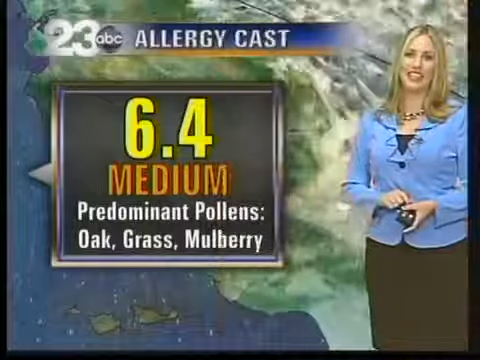 23 abc ALLERGY CAST
6.4
MEDIUM
Predominant Pollens:
Oak, Grass, Mulberry